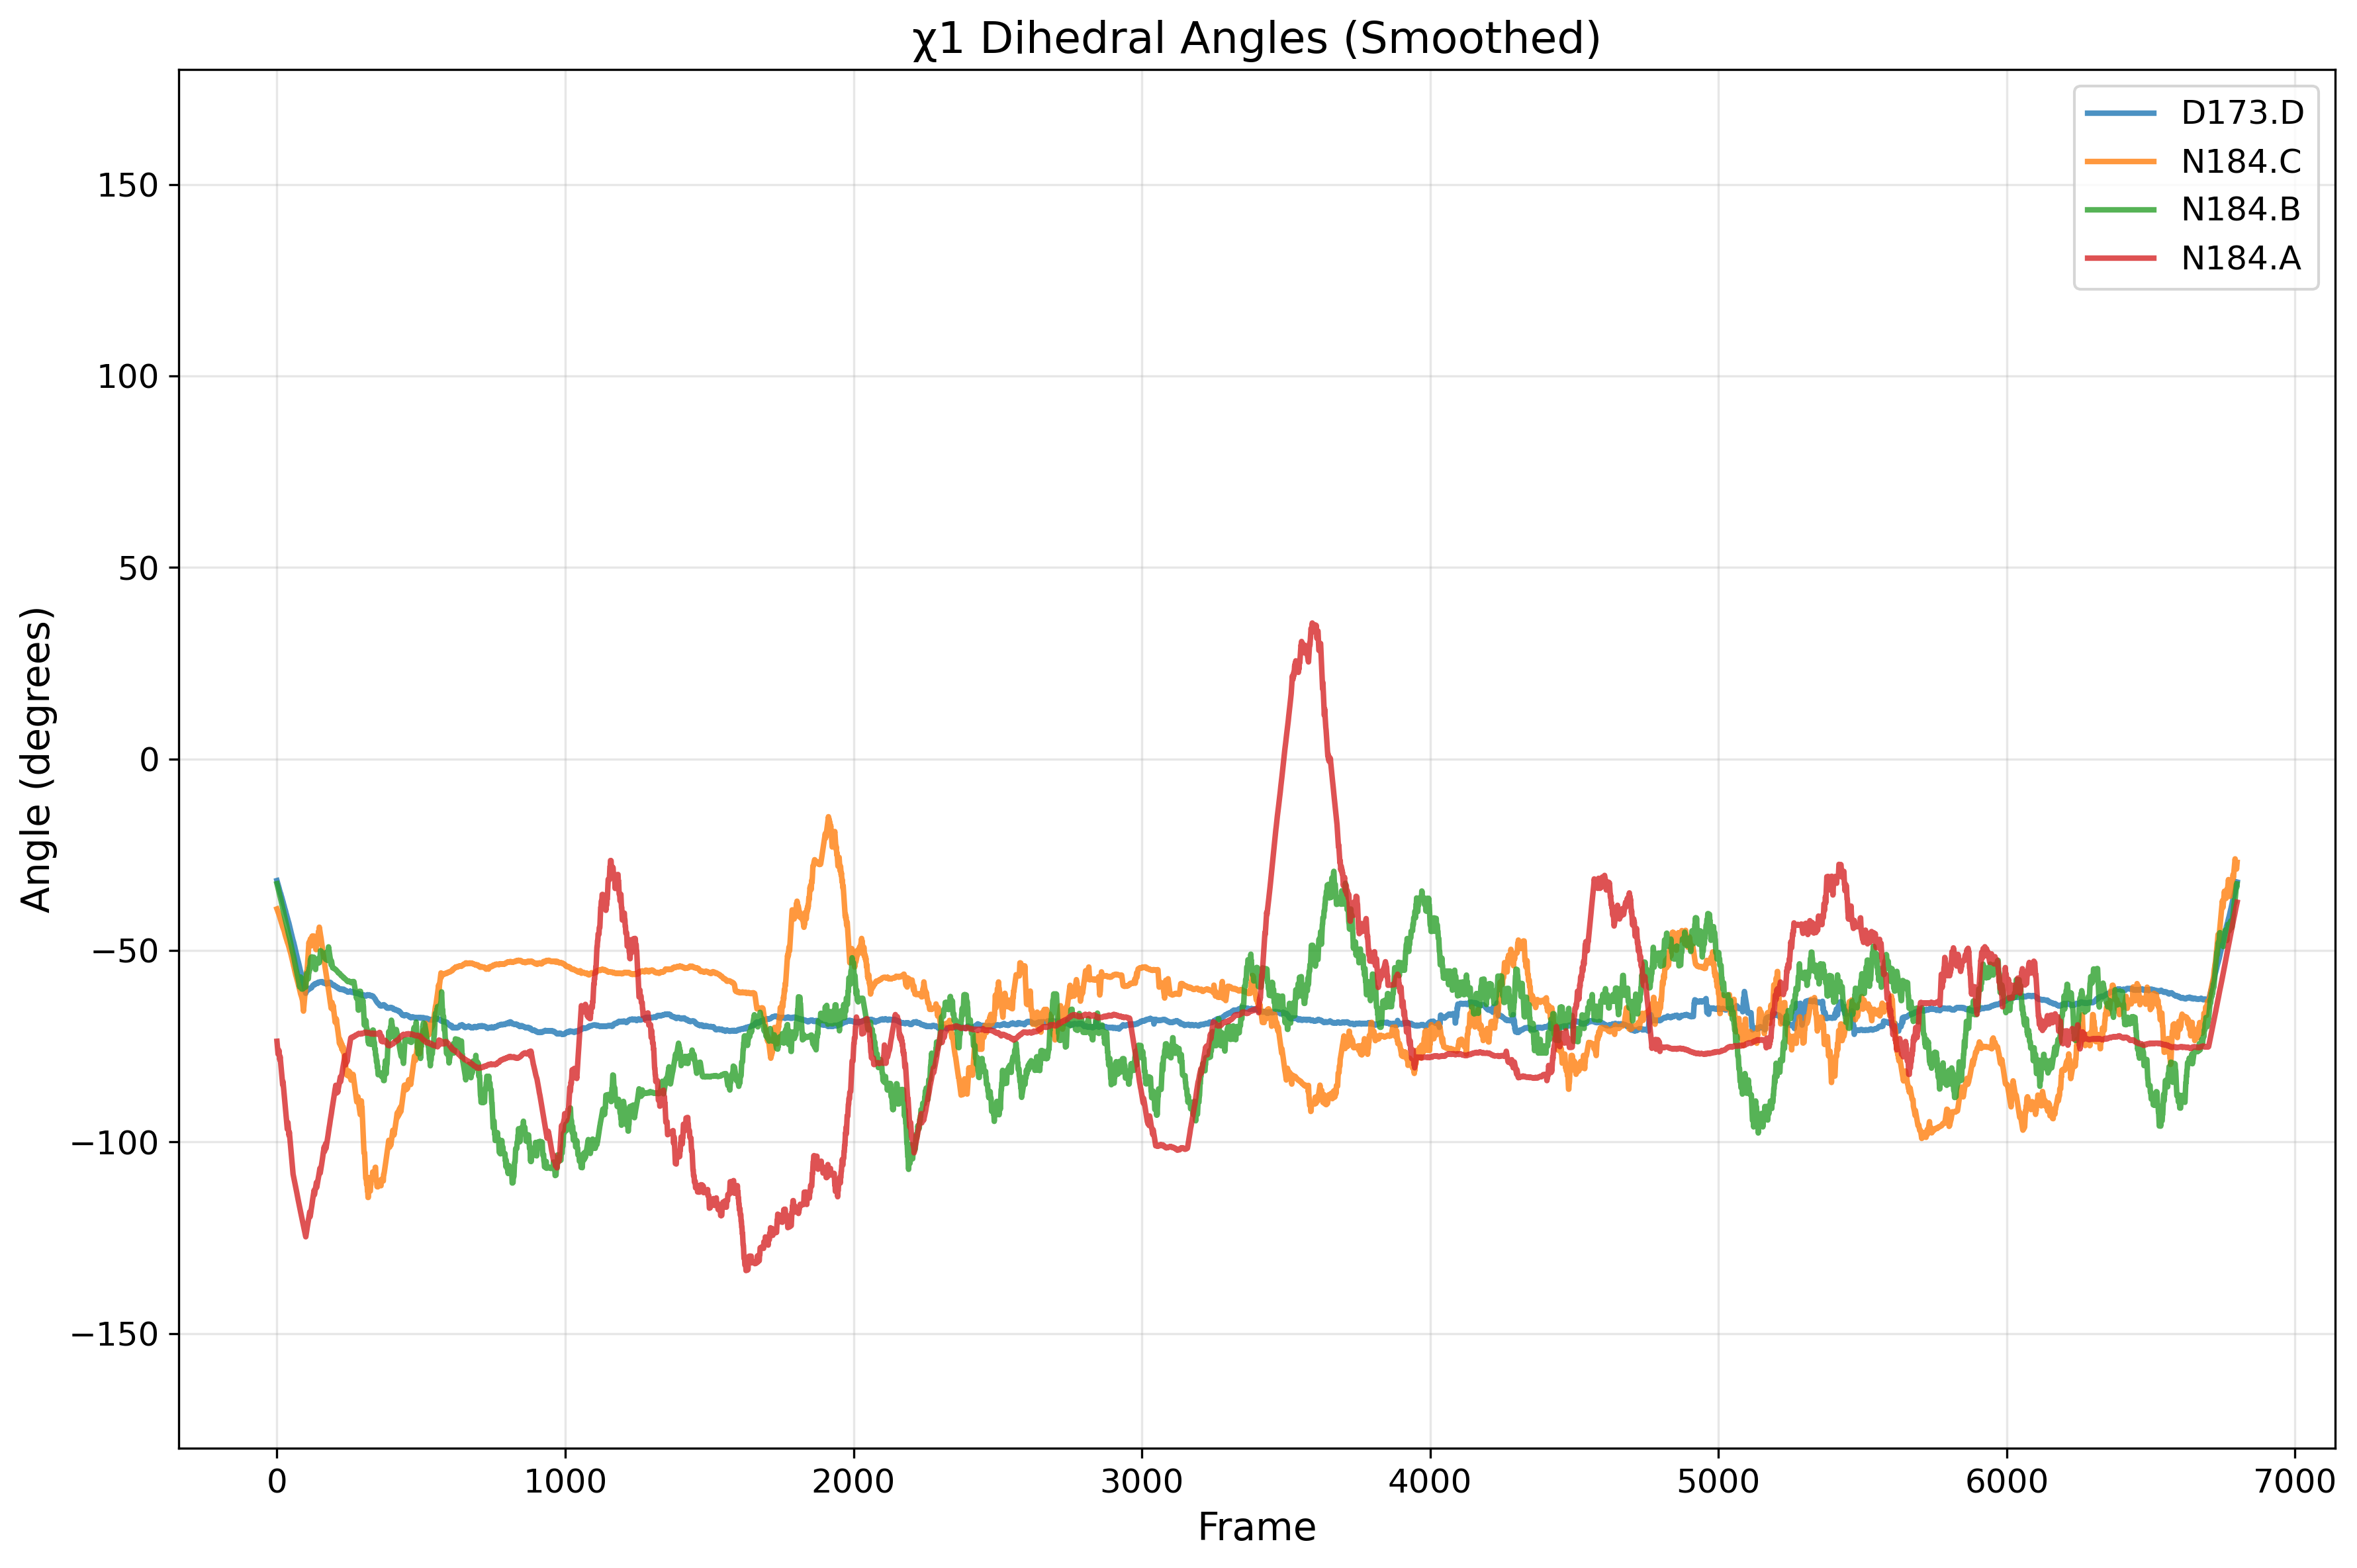 χ1 Dihedral Angles (Smoothed)
D173.D
N184.C
N184.B
N184.A
Angle (degrees)
150
100
50
0
−50
−100
−150
0 1000 2000 3000 4000 5000 6000 7000
Frame